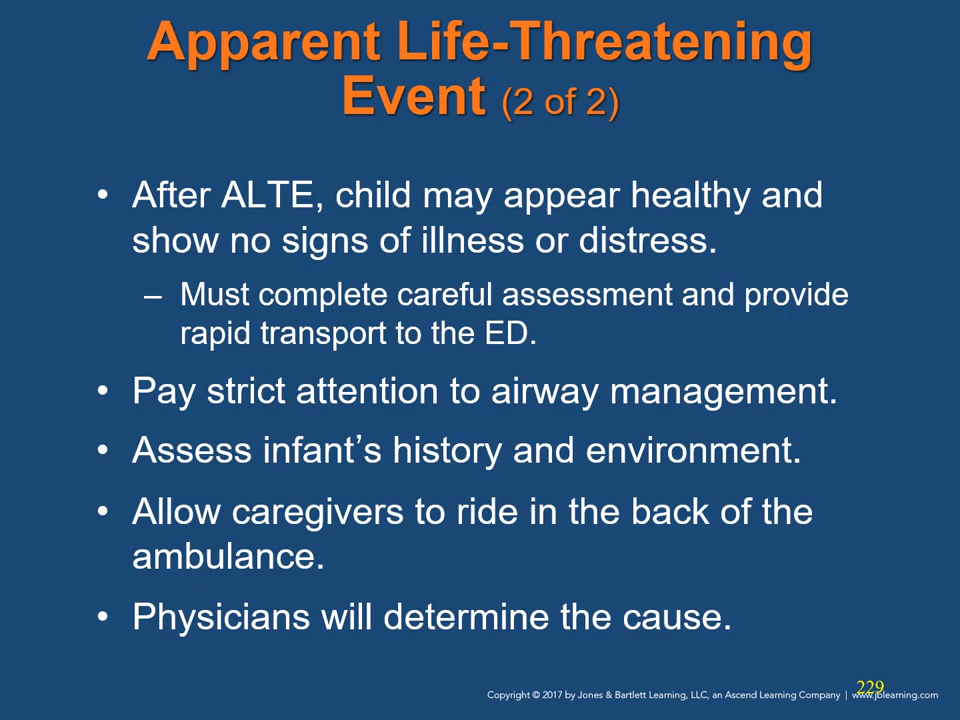 Apparent Life-Threatening
Event (2 of 2)
• After ALTE, child may appear healthy and
show no signs of illness or distress.
– Must complete careful assessment and provide
rapid transport to the ED.
• Pay strict attention to airway management.
• Assess infant’s history and environment.
• Allow caregivers to ride in the back of the
ambulance.
• Physicians will determine the cause.
229
Copyright © 2017 by Jones & Bartlett Learning, LLC, an Ascend Learning Company | www.jblearning.com